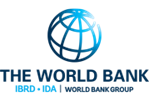 THE WORLD BANK
IBRD • IDA | WORLD BANK GROUP